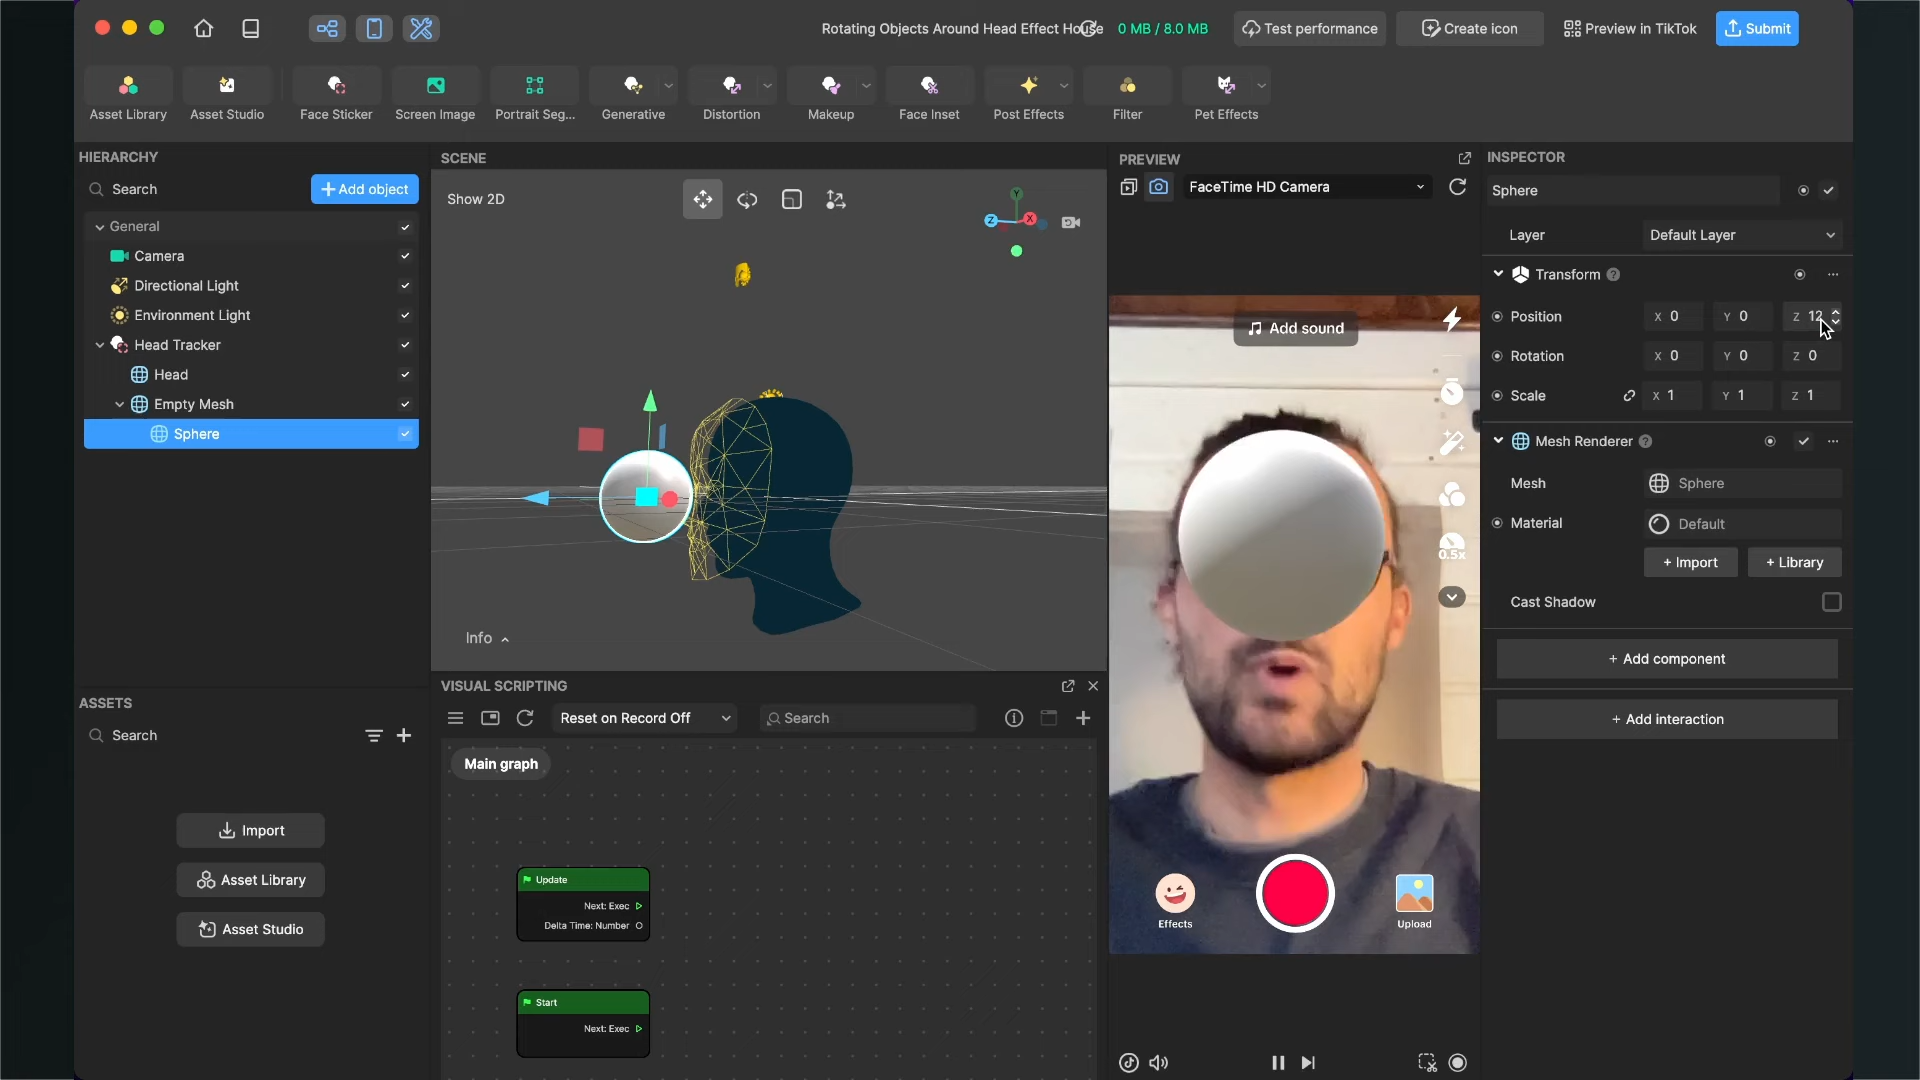 Rotating Objects Around Head Effect House
0 MB / 8.0 MB
Test performance
Create icon
Preview in TikTok
Submit
Asset Library
Asset Studio
Face Sticker
Screen Image
Portrait Seg...
Generative
Distortion
Makeup
Face Inset
Post Effects
Filter
Pet Effects
HIERARCHY
Search
+ Add object
General
Camera
Directional Light
Environment Light
Head Tracker
Head
Empty Mesh
Sphere
ASSETS
Search
Import
Asset Library
Asset Studio
SCENE
Show 2D
Y
Z
X
Info
VISUAL SCRIPTING
Reset on Record Off
Search
Main graph
Update
Next: Exec
Delta Time: Number
Start
Next: Exec
PREVIEW
FaceTime HD Camera
Add sound
0.5x
Effects
Upload
INSPECTOR
Sphere
Layer
Default Layer
Transform
Position
X 0
Y 0
Z 12
Rotation
X 0
Y 0
Z 0
Scale
X 1
Y 1
Z 1
Mesh Renderer
Mesh
Sphere
Material
Default
+ Import
+ Library
Cast Shadow
+ Add component
+ Add interaction